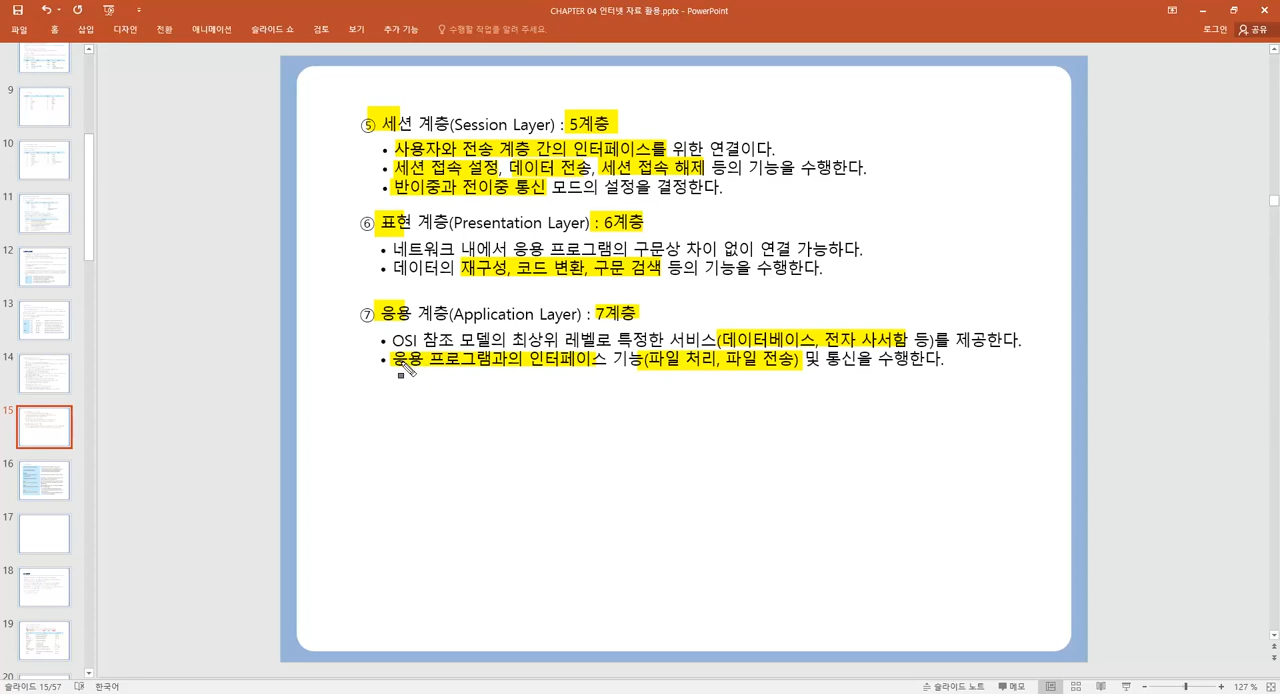 CHAPTER 04 인터넷 자료 활용.pptx - PowerPoint
파일 홈 삽입 디자인 전환 애니메이션 슬라이드 쇼 검토 보기 추가 기능 수행할 작업을 알려 주세요. 로그인 공유
⑤ 세션 계층(Session Layer) : 5계층
• 사용자와 전송 계층 간의 인터페이스를 위한 연결이다.
• 세션 접속 설정, 데이터 전송, 세션 접속 해제 등의 기능을 수행한다.
• 반이중과 전이중 통신 모드의 설정을 결정한다.
⑥ 표현 계층(Presentation Layer) : 6계층
• 네트워크 내에서 응용 프로그램의 구문상 차이 없이 연결 가능하다.
• 데이터의 재구성, 코드 변환, 구문 검색 등의 기능을 수행한다.
⑦ 응용 계층(Application Layer) : 7계층
• OSI 참조 모델의 최상위 레벨로 특정한 서비스(데이터베이스, 전자 사서함 등)를 제공한다.
• 응용 프로그램과의 인터페이스 기능(파일 처리, 파일 전송) 및 통신을 수행한다.
9
10
11
12
13
14
15
16
17
18
19
20
슬라이드 15/57 한국어 슬라이드 노트 메모 127 %